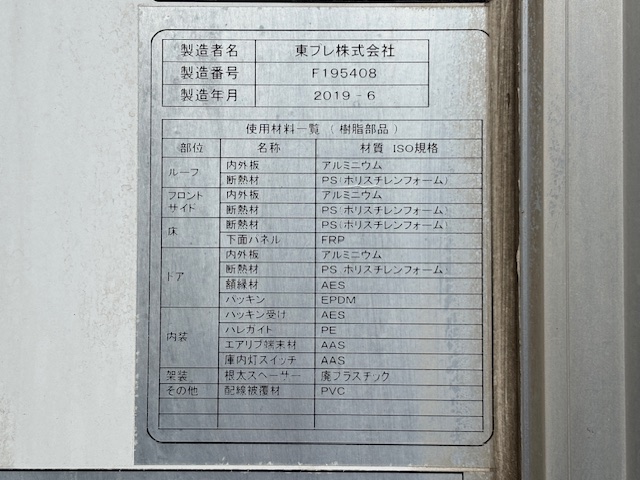 製造者名 東プレ株式会社
製造番号 F195408
製造年月 2019-6
使用材料一覧（樹脂部品）
部位 名称 材質 ISO規格
ルーフ 内外板 アルミニウム
断熱材 PS(ポリスチレンフォーム)
フロントサイド 内外板 アルミニウム
断熱材 PS(ポリスチレンフォーム)
床 断熱材 PS(ポリスチレンフォーム)
下面パネル FRP
ドア 内外板 アルミニウム
断熱材 PS ポリスチレンフォーム)
額縁材 AES
パッキン EPDM
内装 パッキン受け AES
パレガイド PE
エアリブ端末材 AAS
庫内灯スイッチ AAS
架装 根太スペーサー 廃プラスチック
その他 配線被覆材 PVC